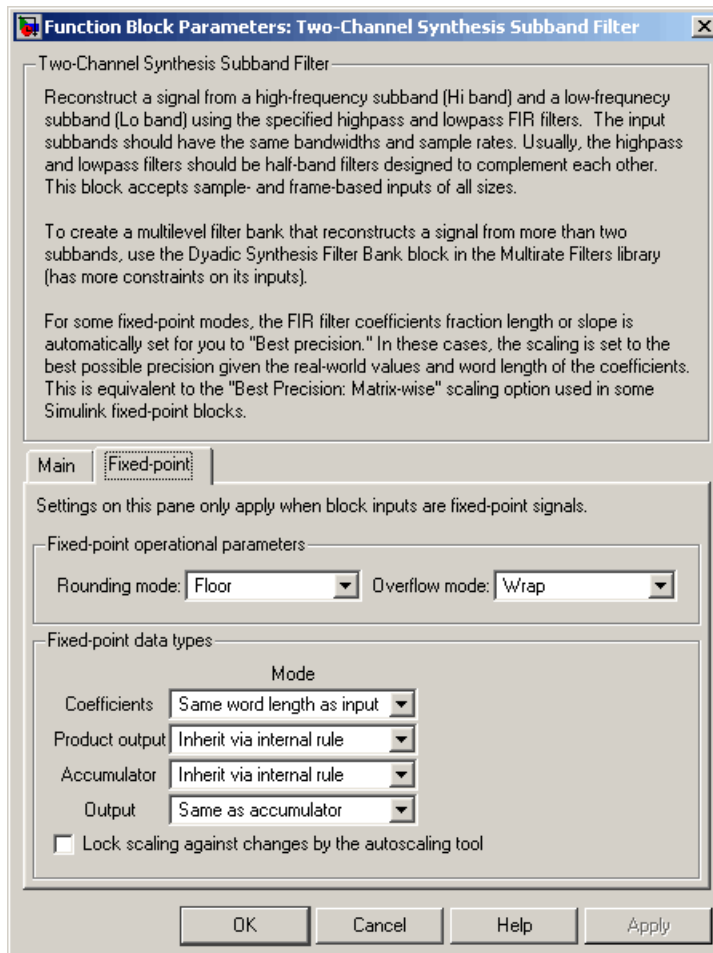 Function Block Parameters: Two-Channel Synthesis Subband Filter
Two-Channel Synthesis Subband Filter
Reconstruct a signal from a high-frequency subband (Hi band) and a low-frequnecy
subband (Lo band) using the specified highpass and lowpass FIR filters.  The input
subbands should have the same bandwidths and sample rates. Usually, the highpass
and lowpass filters should be half-band filters designed to complement each other.
This block accepts sample- and frame-based inputs of all sizes.
To create a multilevel filter bank that reconstructs a signal from more than two
subbands, use the Dyadic Synthesis Filter Bank block in the Multirate Filters library
(has more constraints on its inputs).
For some fixed-point modes, the FIR filter coefficients fraction length or slope is
automatically set for you to "Best precision." In these cases, the scaling is set to the
best possible precision given the real-world values and word length of the coefficients.
This is equivalent to the "Best Precision: Matrix-wise" scaling option used in some
Simulink fixed-point blocks.
Main Fixed-point
Settings on this pane only apply when block inputs are fixed-point signals.
Fixed-point operational parameters
Rounding mode: Floor Overflow mode: Wrap
Fixed-point data types
Mode
Coefficients Same word length as input
Product output Inherit via internal rule
Accumulator Inherit via internal rule
Output Same as accumulator
Lock scaling against changes by the autoscaling tool
OK Cancel Help Apply